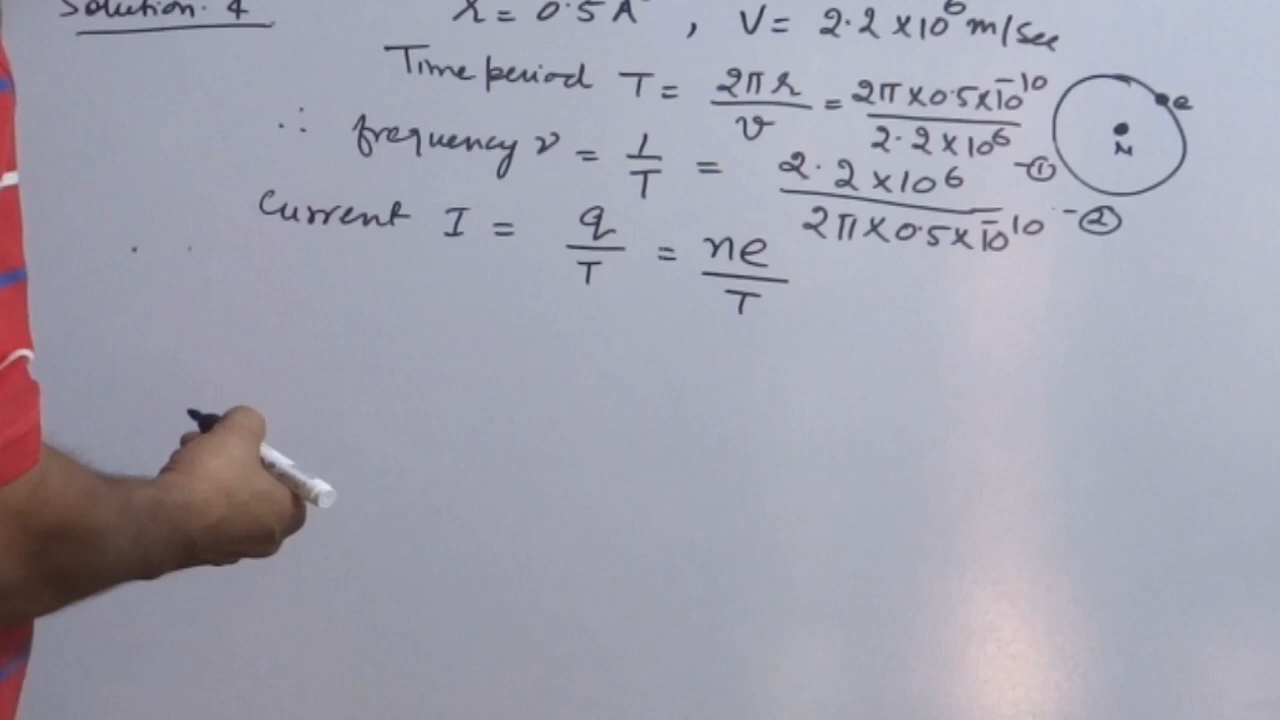 Solution. 4
r = 0.5 A° , V = 2.2 × 10⁶ m/sec
Time period T = 2πr/v = 2π×0.5×10⁻¹⁰/2.2×10⁶ -①
∴ frequency ν = 1/T = 2.2×10⁶/2π×0.5×10⁻¹⁰ -②
Current I = q/T = ne/T
e
N